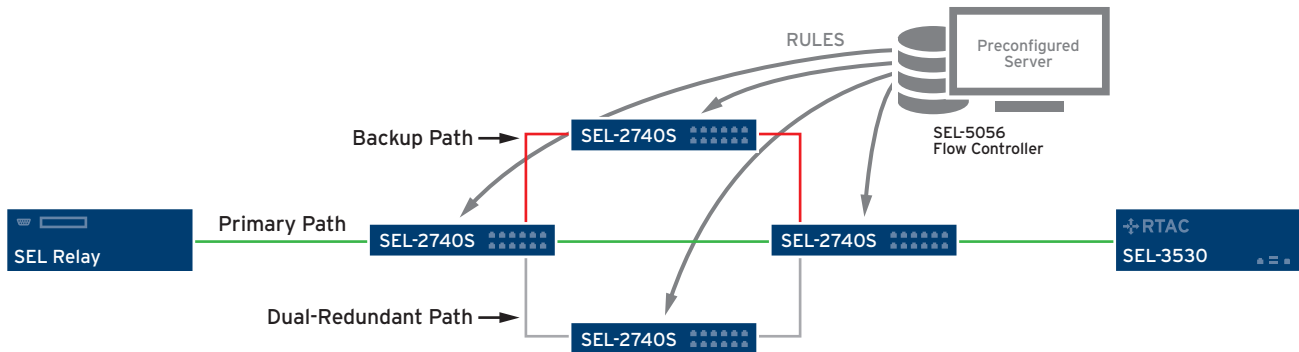 RULES
Preconfigured
Server
SEL-5056
Flow Controller
Backup Path
SEL-2740S
Primary Path
SEL Relay
SEL-2740S
SEL-2740S
RTAC
SEL-3530
Dual-Redundant Path
SEL-2740S